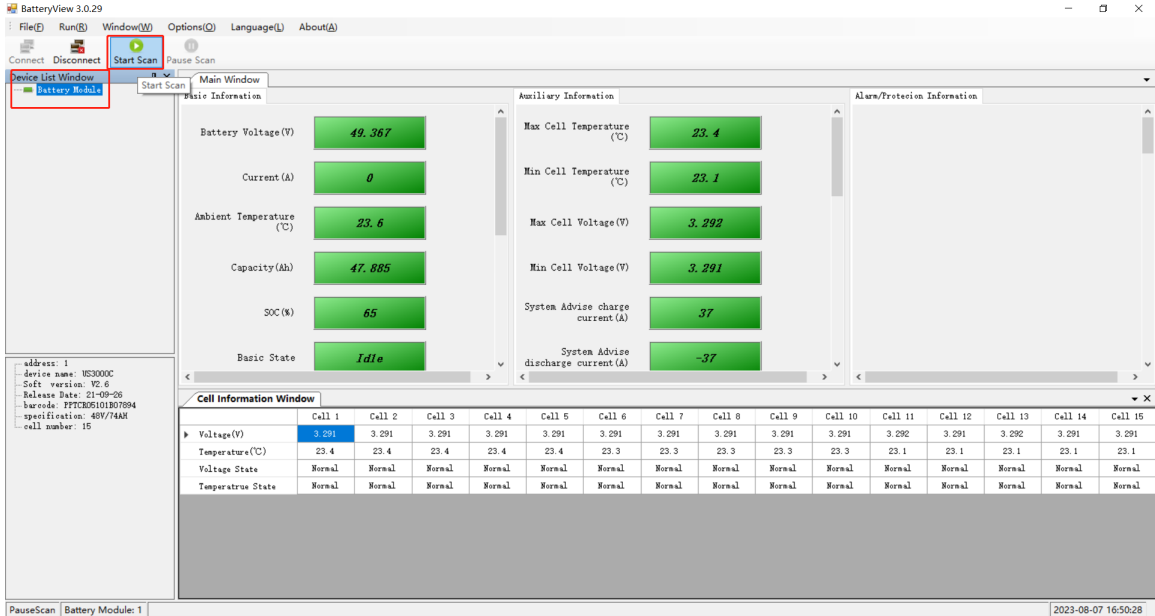 BatteryView 3.0.29
File(F) Run(R) Window(W) Options(O) Language(L) About(A)
Connect Disconnect Start Scan Pause Scan
Device List Window
Battery Module
Start Scan
address: 1
device name: US3000C
Soft version: V2.6
Release Date: 21-09-26
barcode: PPTCR05101B07894
specification: 48V/74AH
cell number: 15
Main Window
Basic Information
Battery Voltage(V) 49.367
Current(A) 0
Ambient Temperature
(℃) 23.6
Capacity(Ah) 47.885
SOC(%) 65
Basic State Idle
Auxiliary Information
Max Cell Temperature
(℃) 23.4
Min Cell Temperature
(℃) 23.1
Max Cell Voltage(V) 3.292
Min Cell Voltage(V) 3.291
System Advise charge
current(A) 37
System Advise
discharge current(A) -37
Alarm/Protecion Information
Cell Information Window
Cell 1 Cell 2 Cell 3 Cell 4 Cell 5 Cell 6 Cell 7 Cell 8 Cell 9 Cell 10 Cell 11 Cell 12 Cell 13 Cell 14 Cell 15
Voltage(V) 3.291 3.291 3.291 3.291 3.291 3.291 3.291 3.291 3.291 3.291 3.292 3.291 3.292 3.291 3.291
Temperature(℃) 23.4 23.4 23.4 23.4 23.4 23.3 23.3 23.3 23.3 23.3 23.1 23.1 23.1 23.1 23.1
Voltage State Normal Normal Normal Normal Normal Normal Normal Normal Normal Normal Normal Normal Normal Normal Normal
Temperatrue State Normal Normal Normal Normal Normal Normal Normal Normal Normal Normal Normal Normal Normal Normal Normal
PauseScan Battery Module: 1 2023-08-07 16:50:28